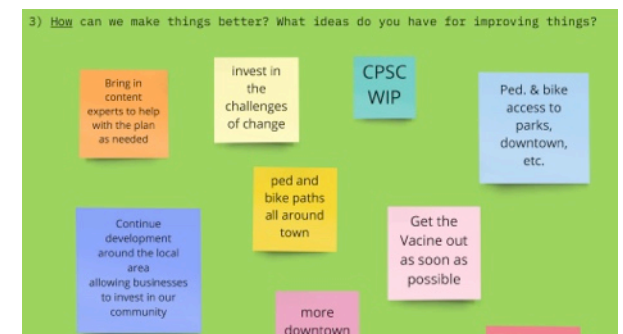 3) How can we make things better? What ideas do you have for improving things?
Bring in
content
experts to help
with the plan
as needed
invest in
the
challenges
of change
CPSC
WIP
Ped. & bike
access to
parks,
downtown,
etc.
ped and
bike paths
all around
town
Continue
development
around the local
area
allowing businesses
to invest in our
community
Get the
Vacine out
as soon as
possible
more
downtown